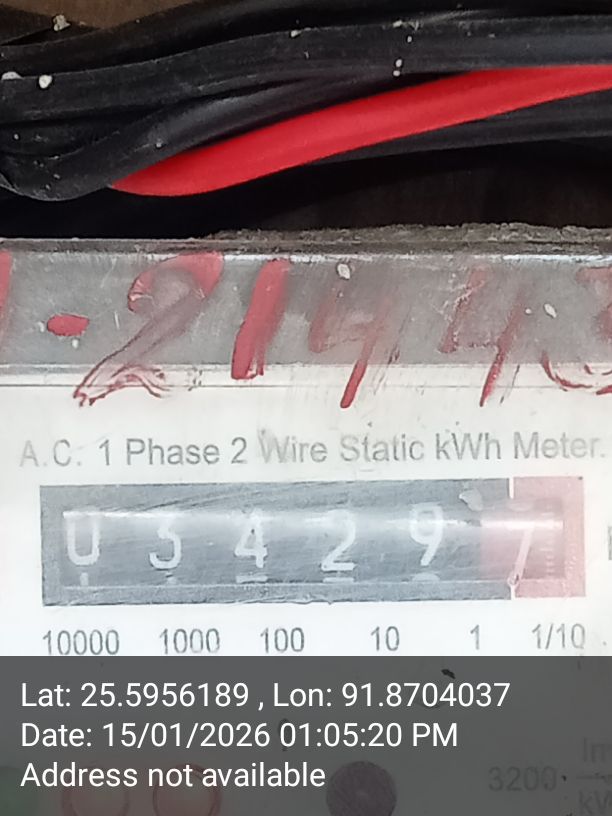 - 2144
A.C. 1 Phase 2 Wire Static kWh Meter.
0 3 4 2 9 7
10000 1000 100 10 1 1/10
Lat: 25.5956189 , Lon: 91.8704037
Date: 15/01/2026 01:05:20 PM
Address not available
3200